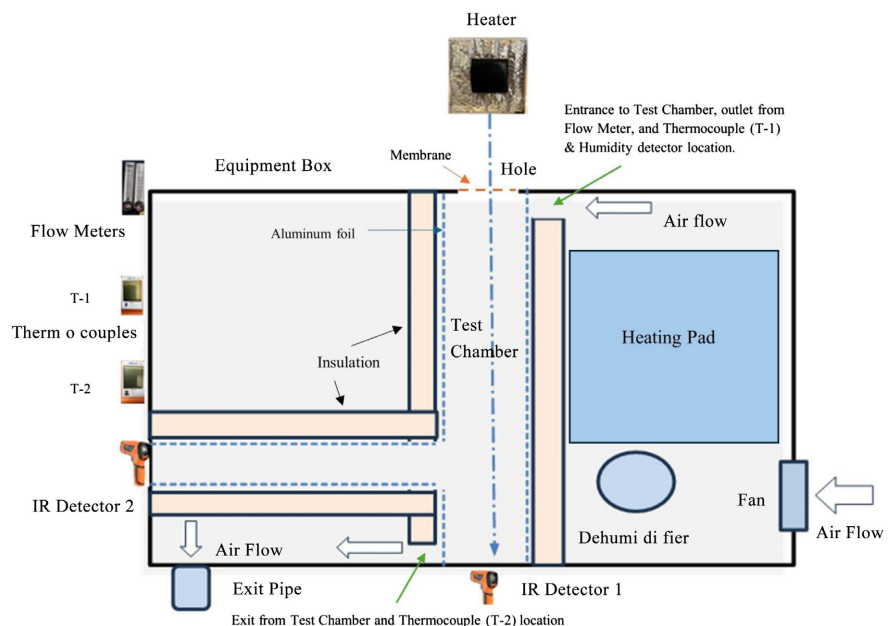 Heater
Entrance to Test Chamber, outlet from
Flow Meter, and Thermocouple (T-1)
& Humidity detector location.
Equipment Box
Membrane
Hole
Flow Meters
Aluminum foil
Air flow
T-1
Therm o couples
T-2
Insulation
Test
Chamber
Heating Pad
IR Detector 2
Fan
Air Flow
Dehumi di fier
Air Flow
Exit Pipe
IR Detector 1
Exit from Test Chamber and Thermocouple (T-2) location